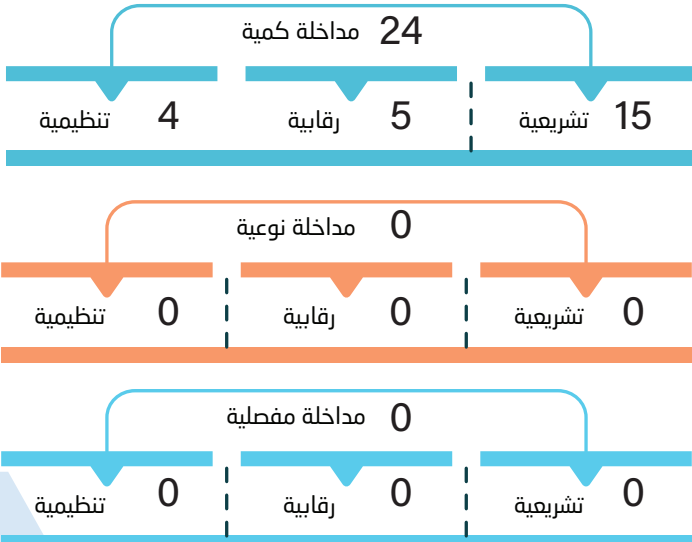 24 مداخلة كمية
15 تشريعية
5 رقابية
4 تنظيمية
0 مداخلة نوعية
0 تشريعية
0 رقابية
0 تنظيمية
0 مداخلة مفصلية
0 تشريعية
0 رقابية
0 تنظيمية